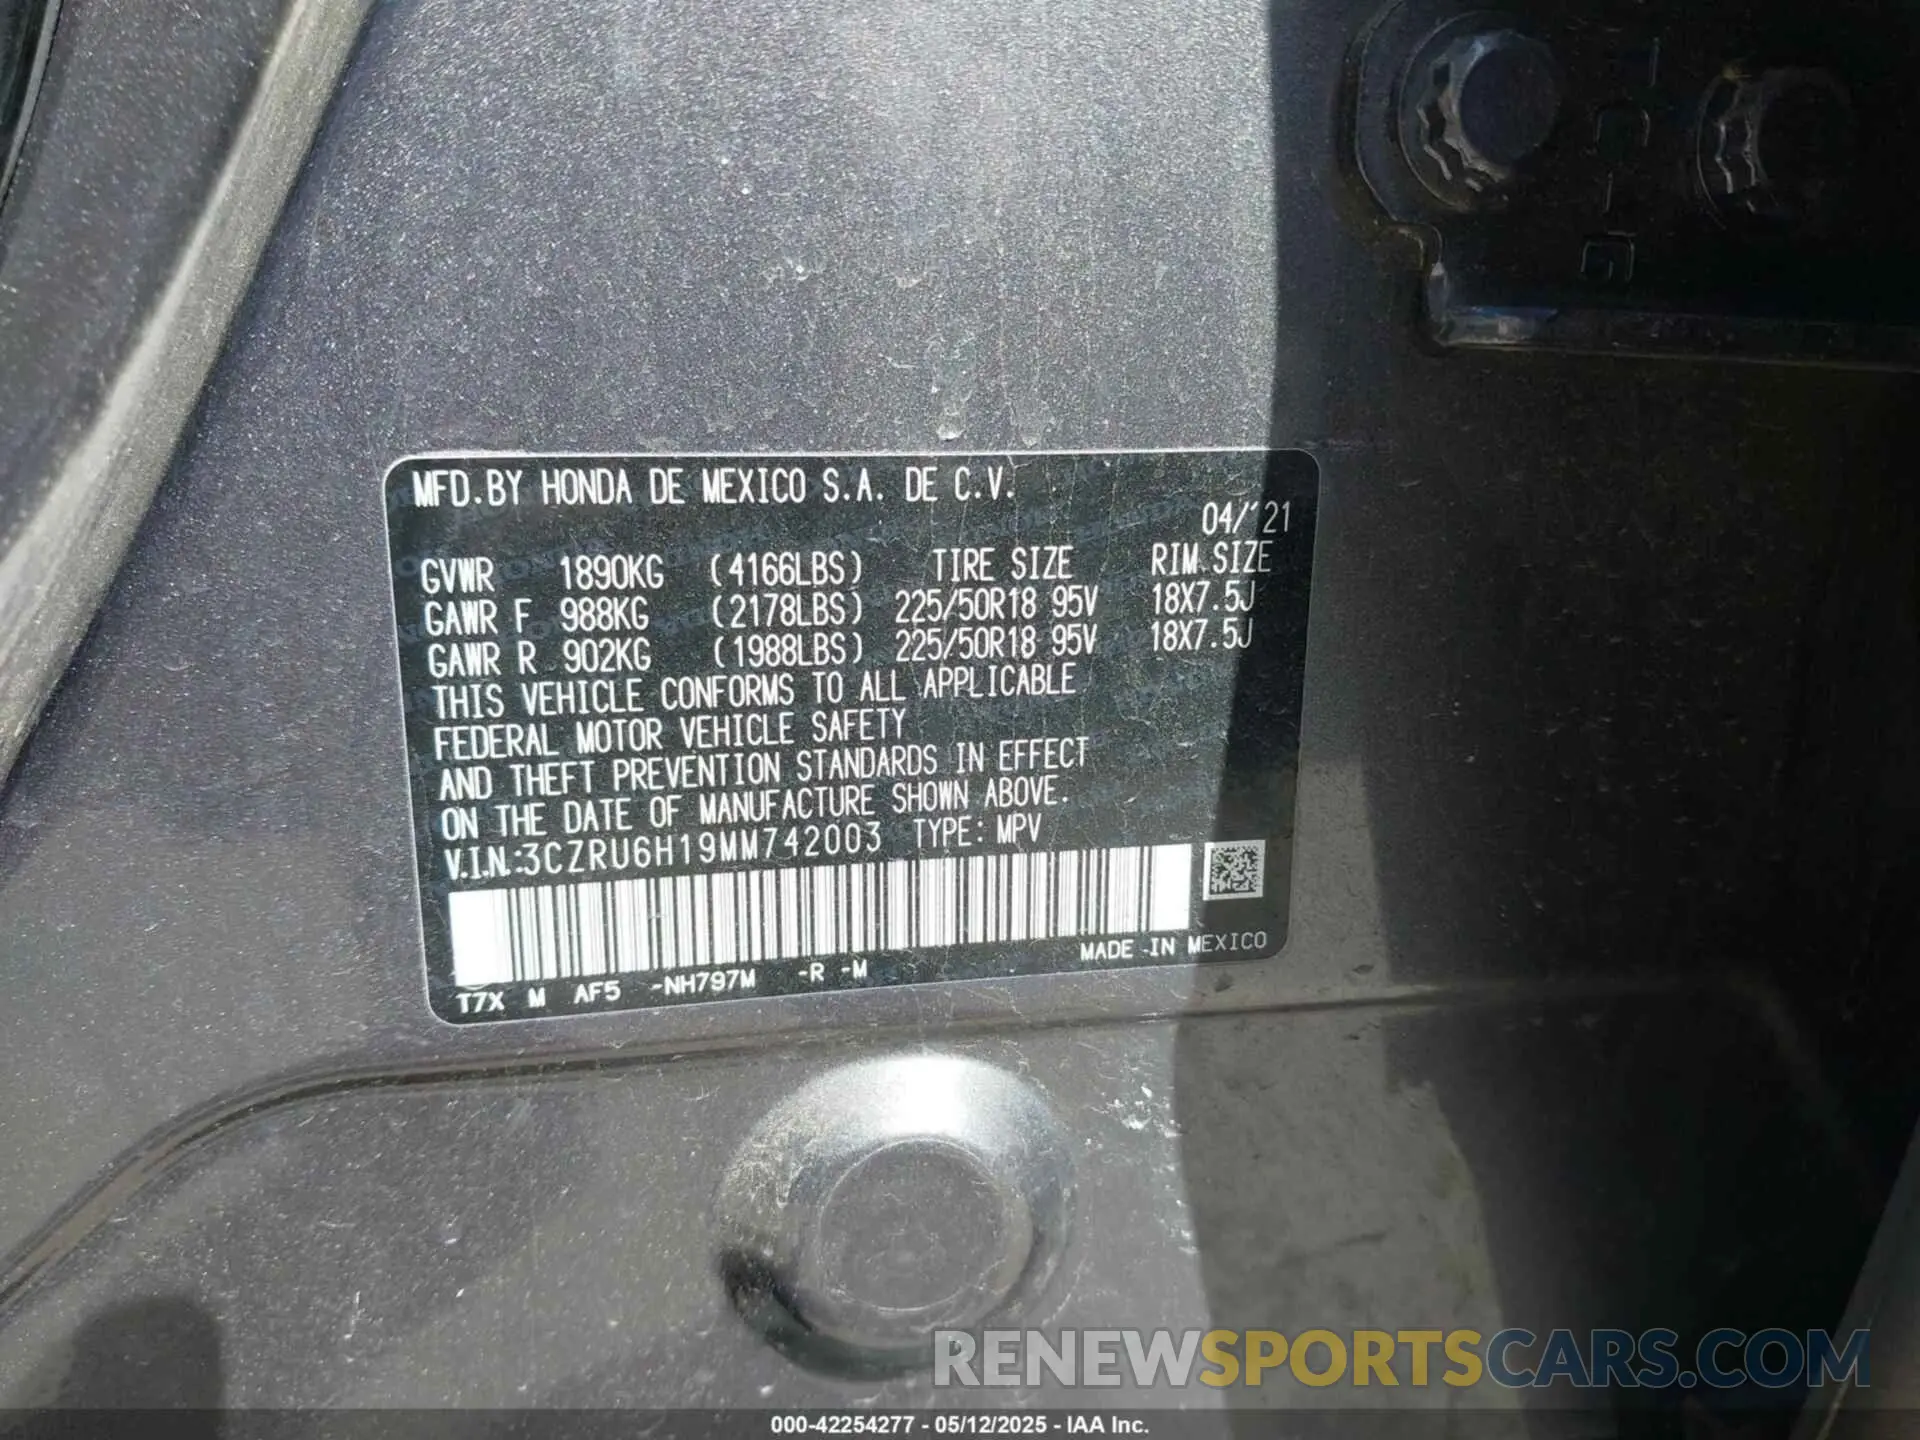 MFD.BY HONDA DE MEXICO S.A. DE C.V.
04/'21
GVWR 1890KG (4166LBS) TIRE SIZE RIM SIZE
GAWR F 988KG (2178LBS) 225/50R18 95V 18X7.5J
GAWR R 902KG (1988LBS) 225/50R18 95V 18X7.5J
THIS VEHICLE CONFORMS TO ALL APPLICABLE
FEDERAL MOTOR VEHICLE SAFETY
AND THEFT PREVENTION STANDARDS IN EFFECT
ON THE DATE OF MANUFACTURE SHOWN ABOVE.
V.I.N.:3CZRU6H19MM742003 TYPE: MPV
MADE IN MEXICO
T7X M AF5 -NH797M -R -M
RENEWSPORTSCARS.COM
000-42254277 - 05/12/2025 - IAA Inc.